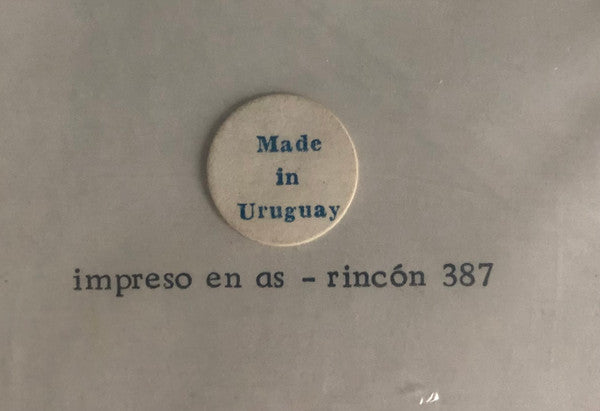 Made
in
Uruguay
impreso en as - rincón 387